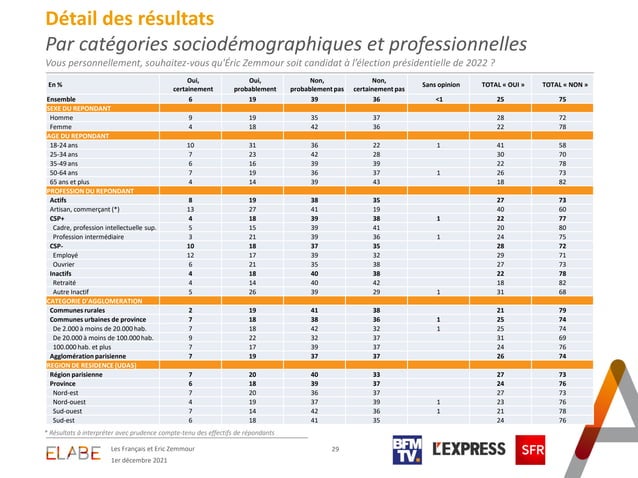 Détail des résultats
Par catégories sociodémographiques et professionnelles
Vous personnellement, souhaitez-vous qu'Éric Zemmour soit candidat à l'élection présidentielle de 2022 ?
En % Oui, certainement Oui, probablement Non, probablement pas Non, certainement pas Sans opinion TOTAL « OUI » TOTAL « NON »
Ensemble 6 19 39 36 <1 25 75
SEXE DU REPONDANT
Homme 9 19 35 37 28 72
Femme 4 18 42 36 22 78
AGE DU REPONDANT
18-24 ans 10 31 36 22 1 41 58
25-34 ans 7 23 42 28 30 70
35-49 ans 6 16 39 39 22 78
50-64 ans 7 19 36 37 1 26 73
65 ans et plus 4 14 39 43 18 82
PROFESSION DU REPONDANT
Actifs 8 19 38 35 27 73
Artisan, commerçant (*) 13 27 41 19 40 60
CSP+ 4 18 39 38 1 22 77
Cadre, profession intellectuelle sup. 5 15 39 41 20 80
Profession intermédiaire 3 21 39 36 1 24 75
CSP- 10 18 37 35 28 72
Employé 12 17 39 32 29 71
Ouvrier 6 21 35 38 27 73
Inactifs 4 18 40 38 22 78
Retraité 4 14 40 42 18 82
Autre Inactif 5 26 39 29 1 31 68
CATEGORIE D'AGGLOMERATION
Communes rurales 2 19 41 38 21 79
Communes urbaines de province 7 18 38 36 1 25 74
De 2.000 à moins de 20.000 hab. 7 18 42 32 1 25 74
De 20.000 à moins de 100.000 hab. 9 22 32 37 31 69
100.000 hab. et plus 7 17 39 37 24 76
Agglomération parisienne 7 19 37 37 26 74
REGION DE RESIDENCE (UDA5)
Région parisienne 7 20 40 33 27 73
Province 6 18 39 37 24 76
Nord-est 7 20 36 37 27 73
Nord-ouest 4 19 37 39 1 23 76
Sud-ouest 7 14 42 36 1 21 78
Sud-est 6 18 41 35 24 76
* Résultats à interpréter avec prudence compte-tenu des effectifs de répondants
ELABE
Les Français et Eric Zemmour
1er décembre 2021
29
BFM
TV.
L'EXPRESS
SFR